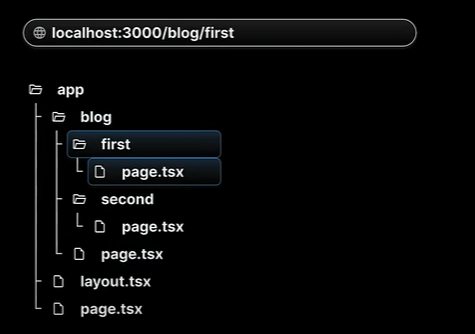 localhost:3000/blog/first
app
blog
first
page.tsx
second
page.tsx
page.tsx
layout.tsx
page.tsx